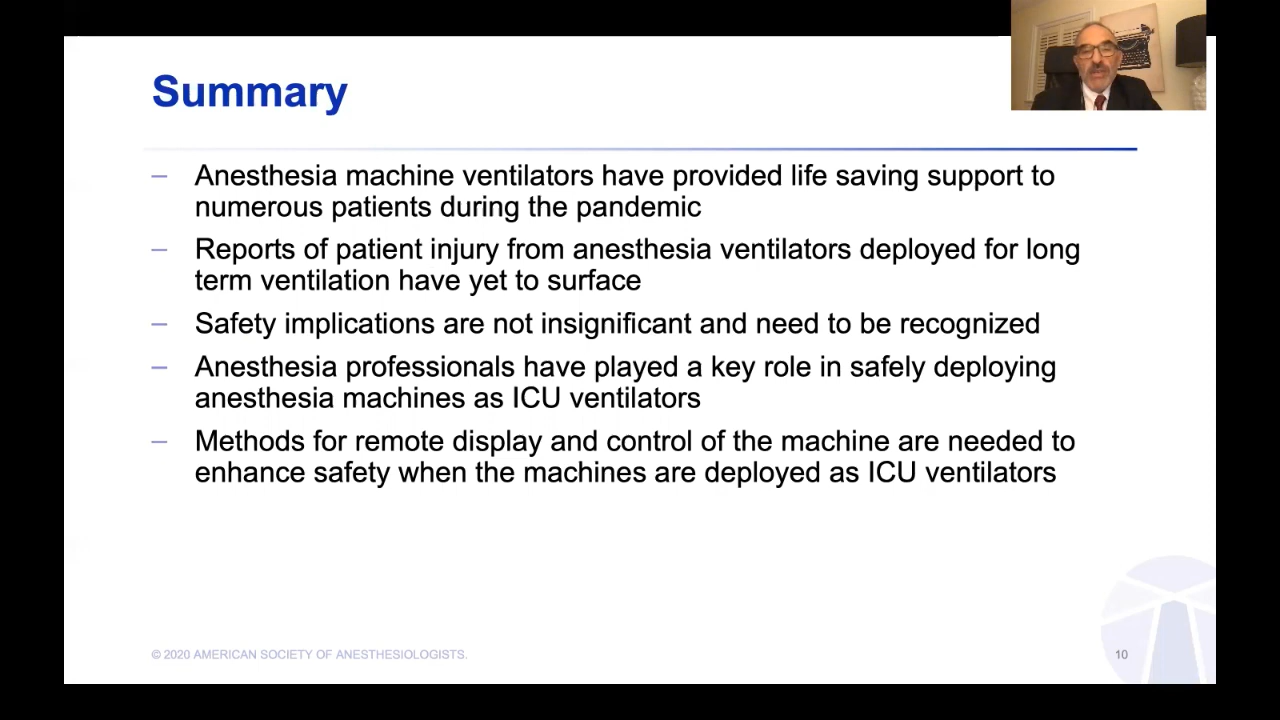 Summary
– Anesthesia machine ventilators have provided life saving support to
numerous patients during the pandemic
– Reports of patient injury from anesthesia ventilators deployed for long
term ventilation have yet to surface
– Safety implications are not insignificant and need to be recognized
– Anesthesia professionals have played a key role in safely deploying
anesthesia machines as ICU ventilators
– Methods for remote display and control of the machine are needed to
enhance safety when the machines are deployed as ICU ventilators
© 2020 AMERICAN SOCIETY OF ANESTHESIOLOGISTS.
10